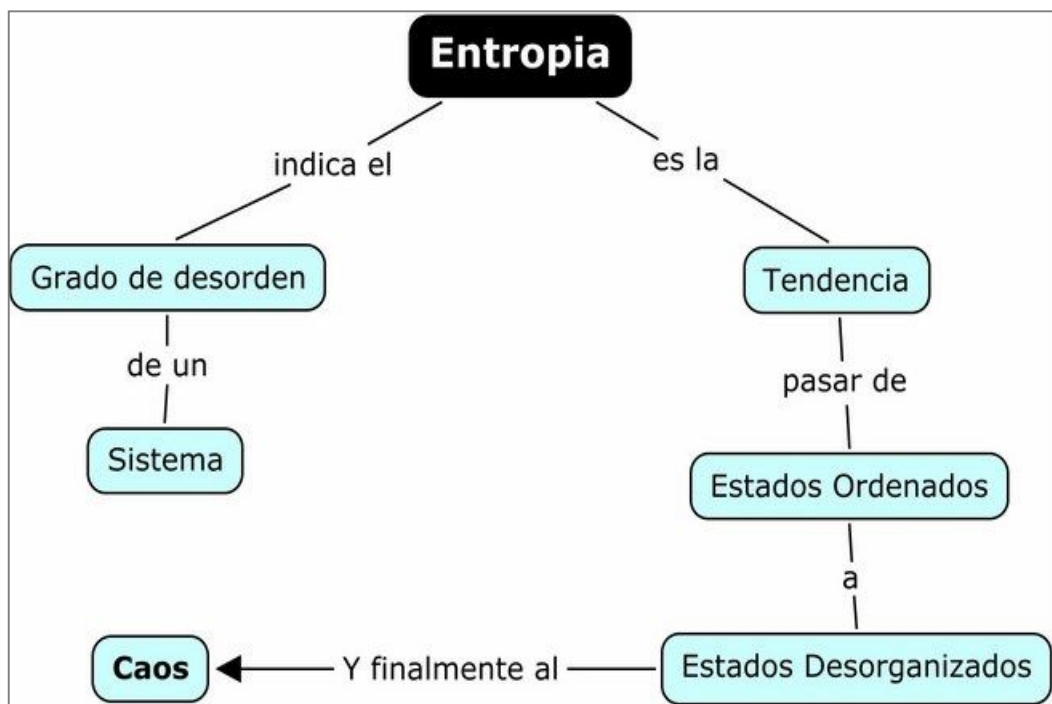 Entropia
indica el
es la
Grado de desorden
Tendencia
de un
pasar de
Sistema
Estados Ordenados
a
Caos
Y finalmente al
Estados Desorganizados